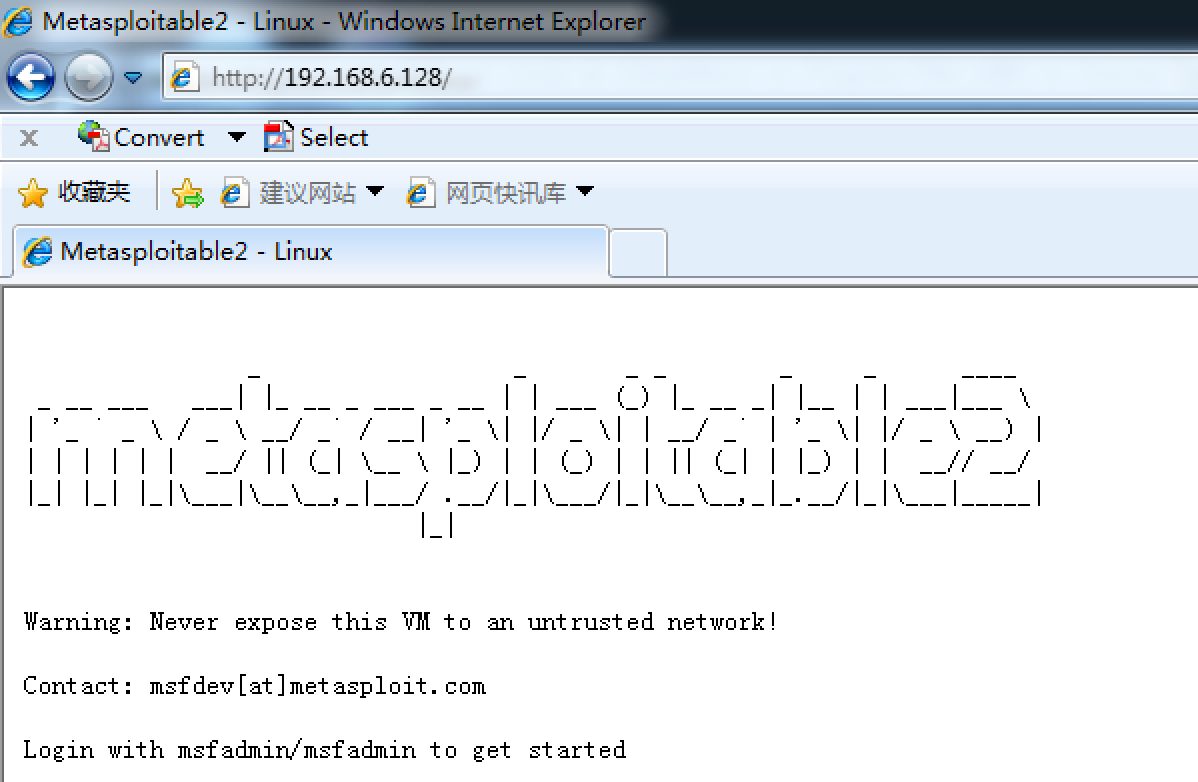 Metasploitable2 - Linux - Windows Internet Explorer
http://192.168.6.128/
x Convert Select
收藏夹 建议网站 网页快讯库
Metasploitable2 - Linux
metasploitable2
Warning: Never expose this VM to an untrusted network!
Contact: msfdev[at]metasploit.com
Login with msfadmin/msfadmin to get started